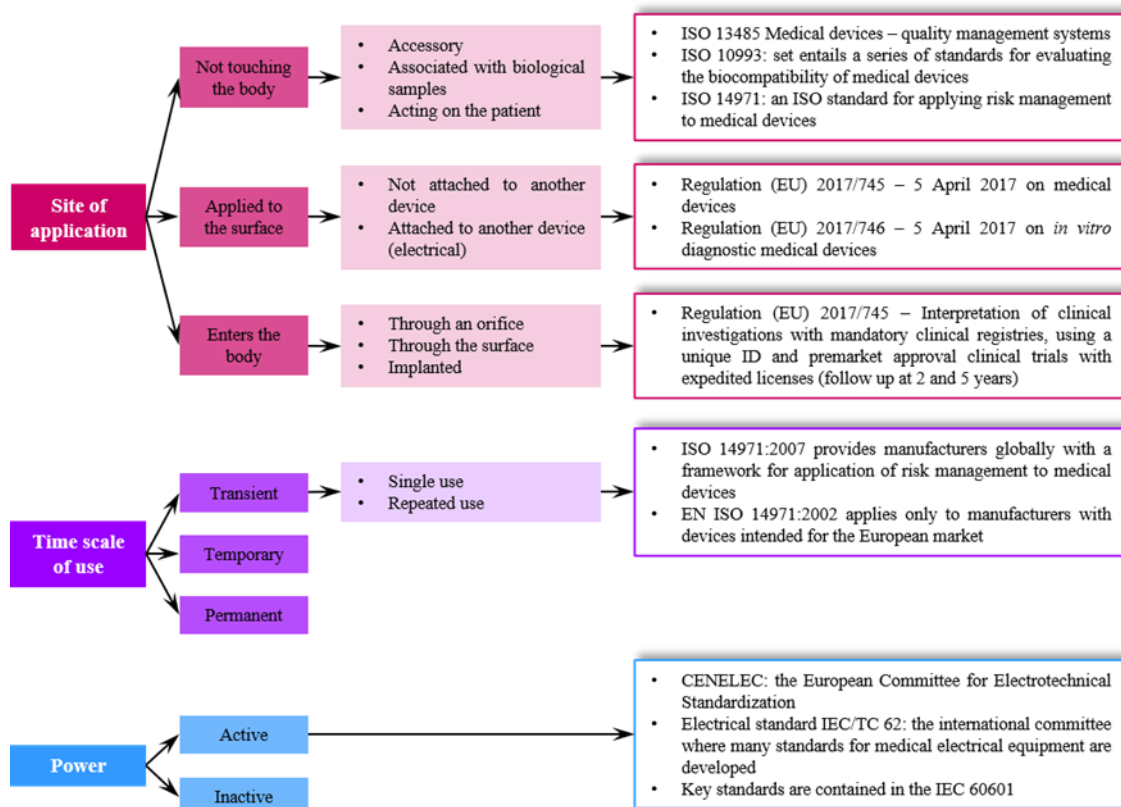 Not touching
the body
• Accessory
• Associated with biological
samples
• Acting on the patient
• ISO 13485 Medical devices – quality management systems
• ISO 10993: set entails a series of standards for evaluating
the biocompatibility of medical devices
• ISO 14971: an ISO standard for applying risk management
to medical devices
Site of
application
Applied to
the surface
• Not attached to another
device
• Attached to another device
(electrical)
• Regulation (EU) 2017/745 – 5 April 2017 on medical
devices
• Regulation (EU) 2017/746 – 5 April 2017 on in vitro
diagnostic medical devices
Enters the
body
• Through an orifice
• Through the surface
• Implanted
• Regulation (EU) 2017/745 – Interpretation of clinical
investigations with mandatory clinical registries, using a
unique ID and premarket approval clinical trials with
expedited licenses (follow up at 2 and 5 years)
Time scale
of use
Transient
• Single use
• Repeated use
• ISO 14971:2007 provides manufacturers globally with a
framework for application of risk management to medical
devices
• EN ISO 14971:2002 applies only to manufacturers with
devices intended for the European market
Temporary
Permanent
Power
Active
• CENELEC: the European Committee for Electrotechnical
Standardization
• Electrical standard IEC/TC 62: the international committee
where many standards for medical electrical equipment are
developed
• Key standards are contained in the IEC 60601
Inactive